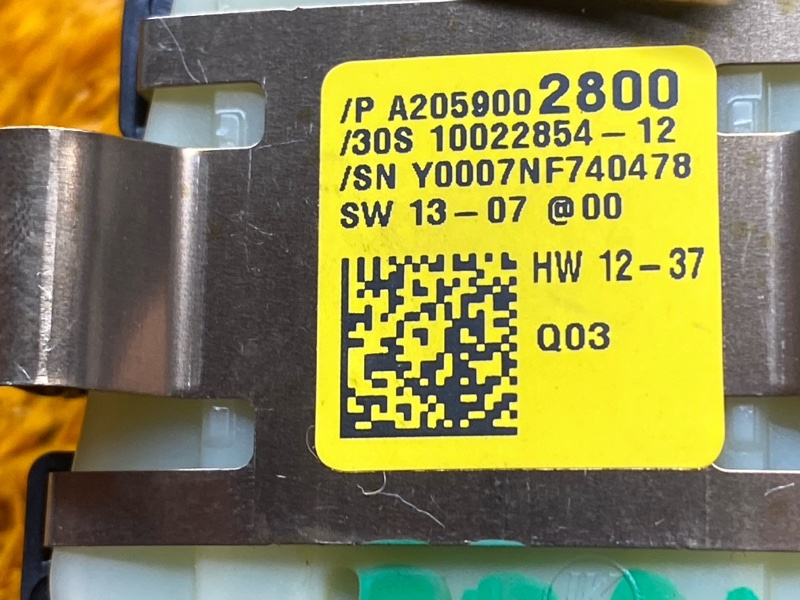 /P A205900 2800
/30S 10022854-12
/SN Y0007NF740478
SW 13-07 @00
HW 12-37
Q03